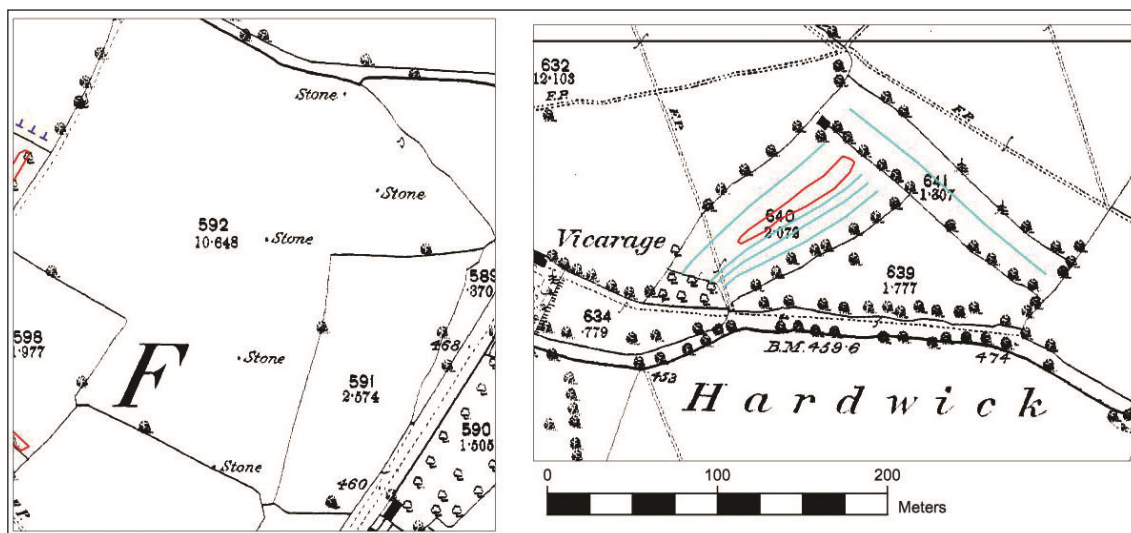 Stone
Stone
592
10·648
Stone
589
·370
598
1·977
F
Stone
468
591
2·574
590
1·505
Stone
460
632
12·103
F.P.
F.P.
F.P.
641
1·307
640
2·073
Vicarage
639
1·777
634
·779
B.M. 459·6
474
453
Hardwick
0 100 200
Meters